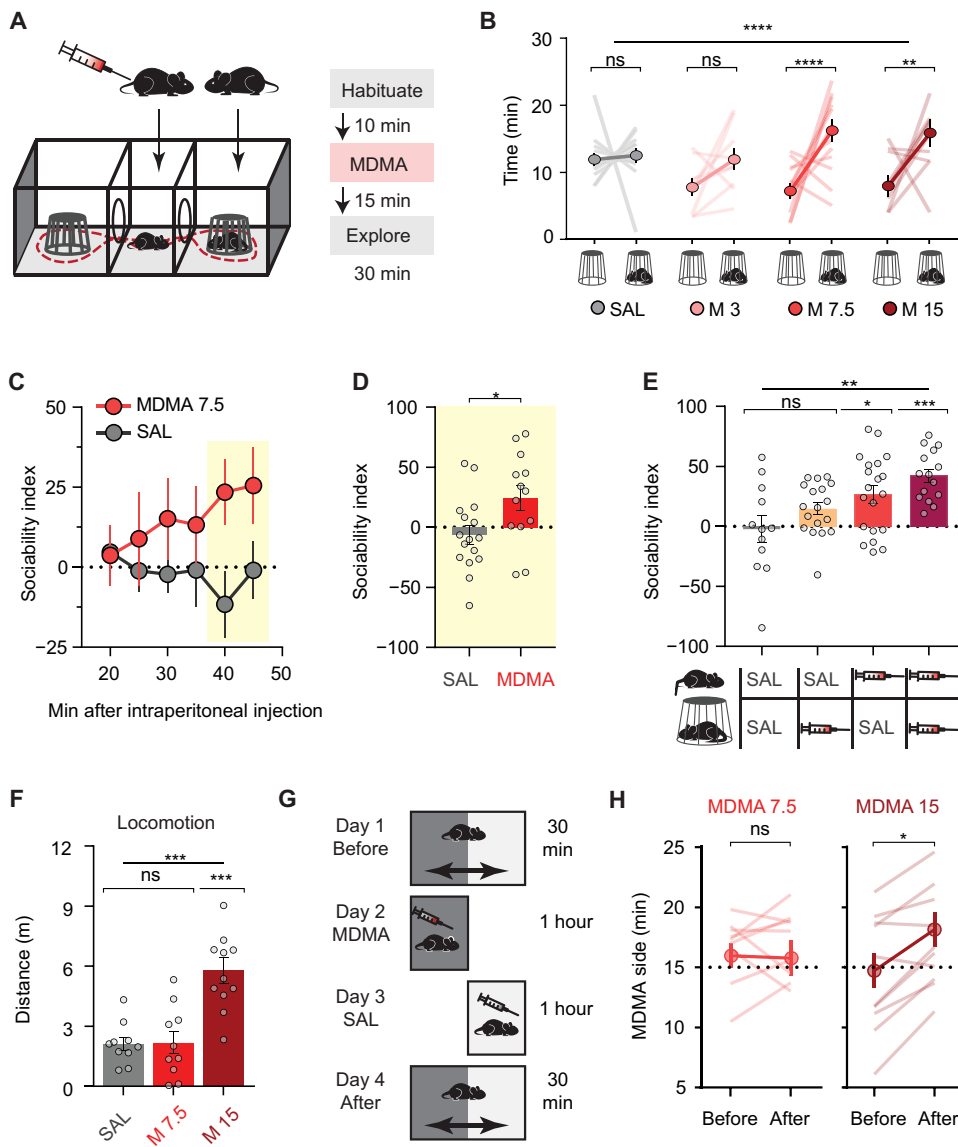 A
Habituate
10 min
MDMA
15 min
Explore
30 min
B
****
ns
ns
****
**
30
20
10
0
Time (min)
SAL
M 3
M 7.5
M 15
C
MDMA 7.5
SAL
50
25
0
−25
Sociability index
20
30
40
50
Min after intraperitoneal injection
D
*
100
50
0
−50
−100
Sociability index
SAL
MDMA
E
**
ns
*
***
100
50
0
−50
−100
Sociability index
SAL
SAL
SAL
SAL
F
Locomotion
***
ns
***
12
9
6
3
0
Distance (m)
SAL
M 7.5
M 15
G
Day 1
Before
30
min
Day 2
MDMA
1 hour
Day 3
SAL
1 hour
Day 4
After
30
min
H
MDMA 7.5
MDMA 15
ns
*
25
20
15
10
5
MDMA side (min)
Before
After
Before
After